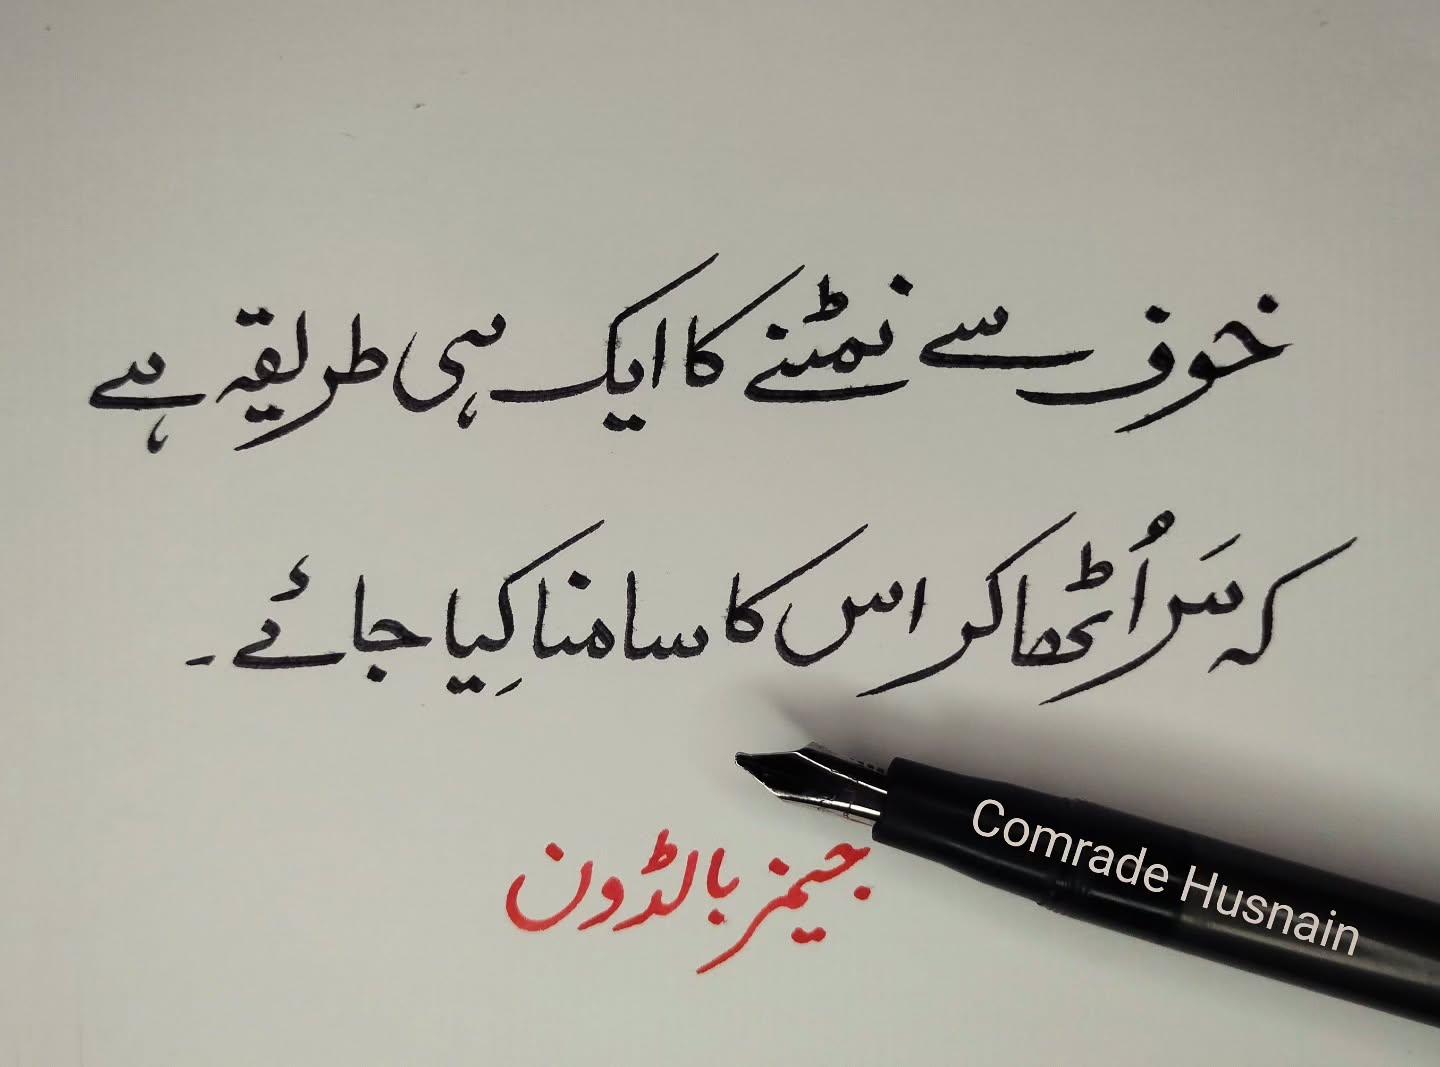 خوف سے نمٹنے کا ایک ہی طریقہ ہے
کہ سَر اُٹھا کر اس کا سامنا کِیا جائے۔
جیمز بالڈون
Comrade Husnain